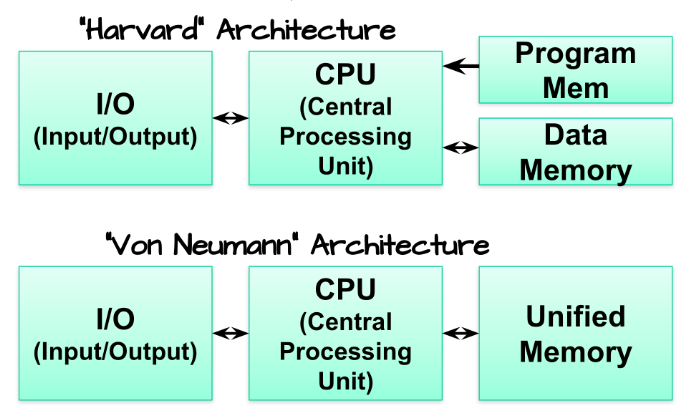 "Harvard" Architecture
I/O
(Input/Output)
CPU
(Central
Processing
Unit)
Program
Mem
Data
Memory
"Von Neumann" Architecture
I/O
(Input/Output)
CPU
(Central
Processing
Unit)
Unified
Memory